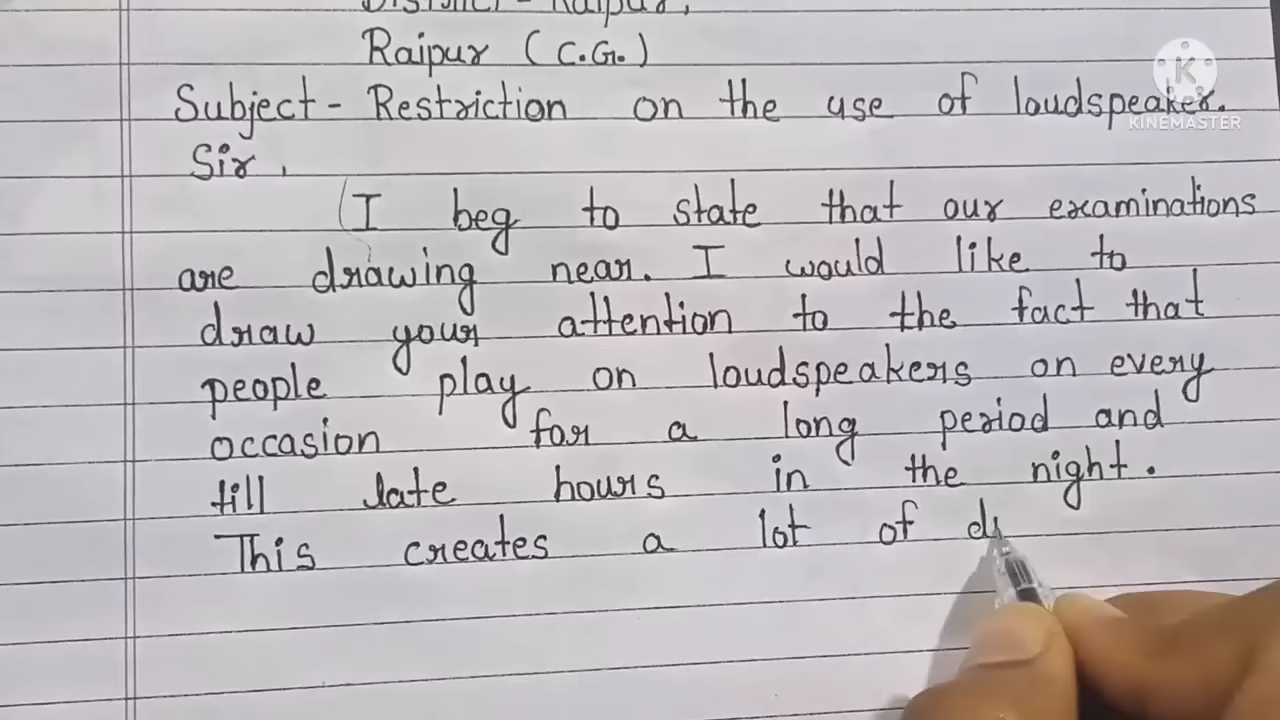 District - Raipur,
Raipur (C.G.)
Subject - Restriction on the use of loudspeaker.
KINEMASTER
Sir,
I beg to state that our examinations
are drawing near. I would like to
draw your attention to the fact that
people play on loudspeakers on every
occasion for a long period and
till late hours in the night.
This creates a lot of